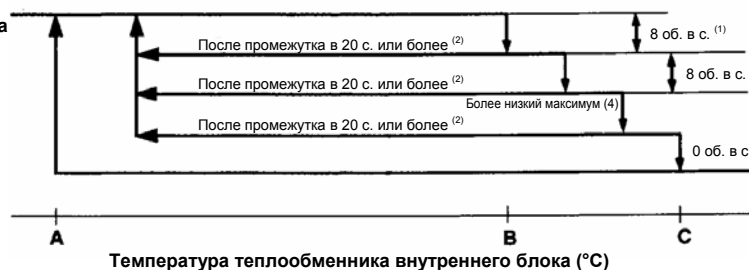 а
8 об. в с. (1)
После промежутка в 20 с. или более (2)
8 об. в с.
После промежутка в 20 с. или более (2)
Более низкий максимум (4)
После промежутка в 20 с. или более (2)
0 об. в с
A B C
Температура теплообменника внутреннего блока (°C)